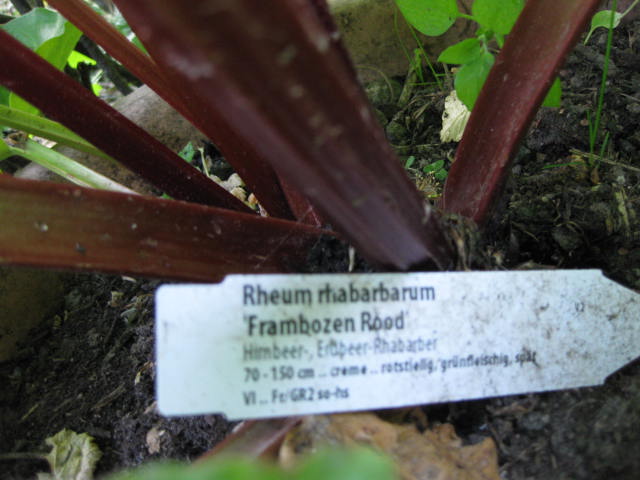 Rheum rhabarbarum
'Frambozen Rood'
Himbeer-, Erdbeer-Rhabarber
70 - 150 cm ... creme ... rotstielig, grünfleischig, spät
VI ... Fr/GR2 so-hs